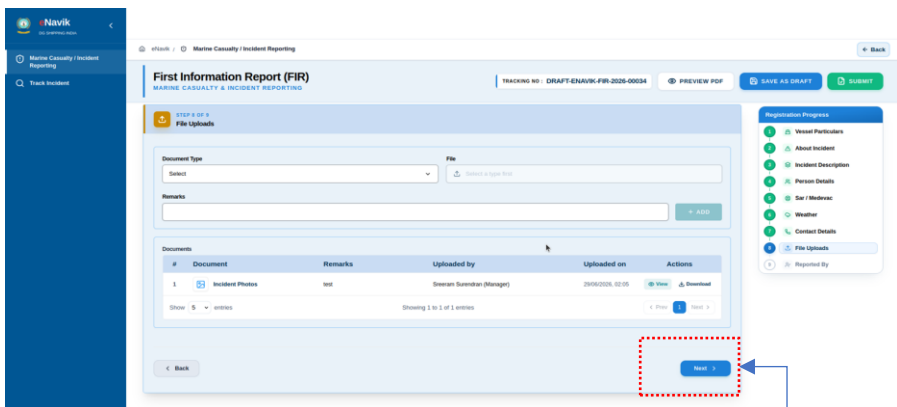 eNavik
DG SHIPPING INDIA
Marine Casualty / Incident
Reporting
Track Incident
eNavik / Marine Casualty / Incident Reporting
Back
First Information Report (FIR)
MARINE CASUALTY & INCIDENT REPORTING
TRACKING NO : DRAFT-ENAVIK-FIR-2026-00034
PREVIEW PDF
SAVE AS DRAFT
SUBMIT
STEP 8 OF 9
File Uploads
Document Type
File
Select
Select a type first
Remarks
+ ADD
Documents
# Document Remarks Uploaded by Uploaded on Actions
1 Incident Photos test Sreeram Surendran (Manager) 29/06/2026, 02:05 View Download
Show 5 entries
Showing 1 to 1 of 1 entries
< Prev 1 Next >
< Back
Next >
Registration Progress
1 Vessel Particulars
2 About Incident
3 Incident Description
4 Person Details
5 Sar / Medevac
6 Weather
7 Contact Details
8 File Uploads
9 Reported By